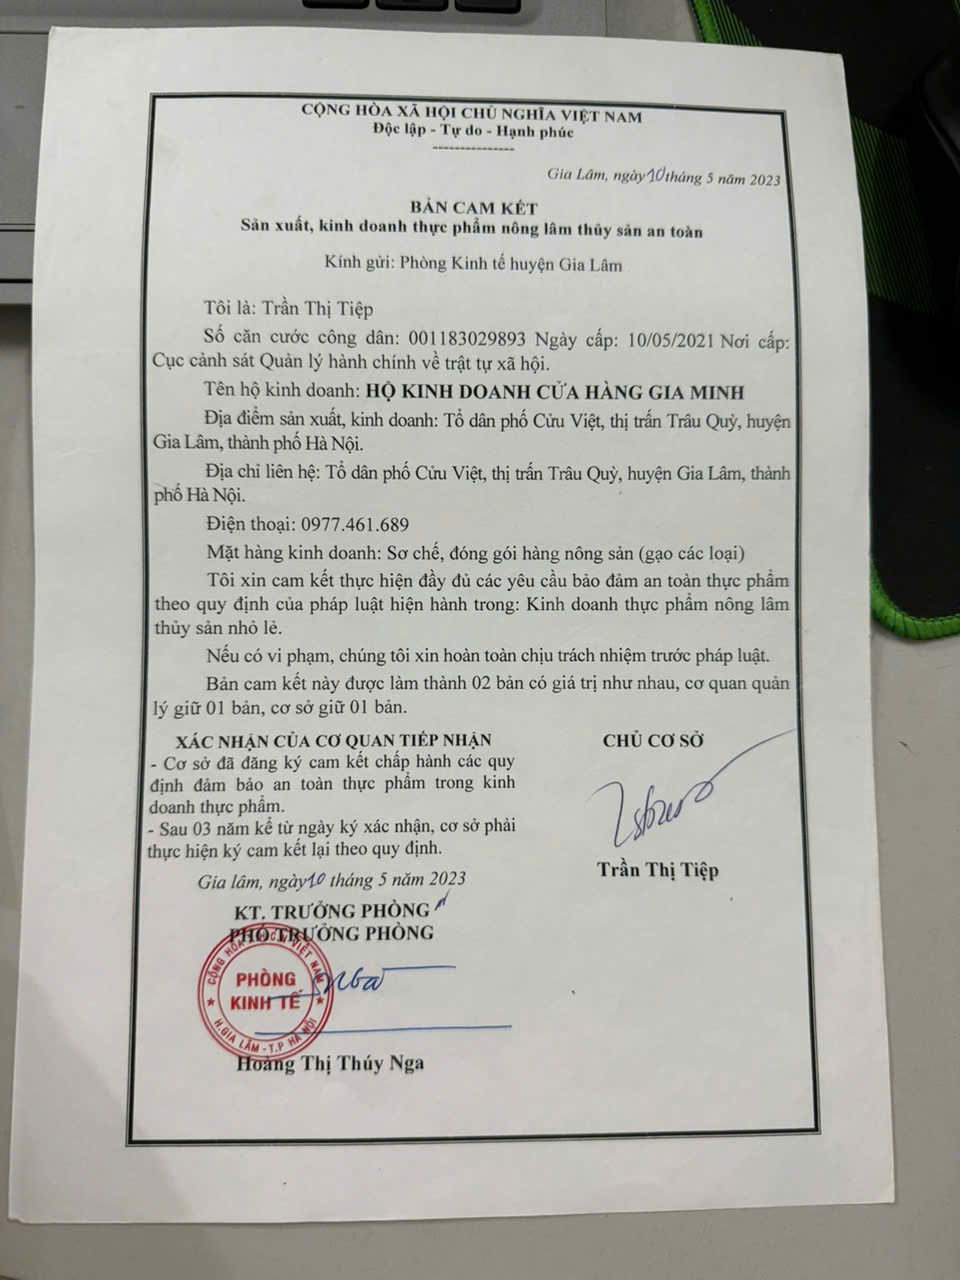 CỘNG HÒA XÃ HỘI CHỦ NGHĨA VIỆT NAM
Độc lập - Tự do - Hạnh phúc
---------------
Gia Lâm, ngày 10 tháng 5 năm 2023
BẢN CAM KẾT
Sản xuất, kinh doanh thực phẩm nông lâm thủy sản an toàn
Kính gửi: Phòng Kinh tế huyện Gia Lâm
Tôi là: Trần Thị Tiệp
Số căn cước công dân: 001183029893 Ngày cấp: 10/05/2021 Nơi cấp:
Cục cảnh sát Quản lý hành chính về trật tự xã hội.
Tên hộ kinh doanh: HỘ KINH DOANH CỬA HÀNG GIA MINH
Địa điểm sản xuất, kinh doanh: Tổ dân phố Cửu Việt, thị trấn Trâu Quỳ, huyện
Gia Lâm, thành phố Hà Nội.
Địa chỉ liên hệ: Tổ dân phố Cửu Việt, thị trấn Trâu Quỳ, huyện Gia Lâm, thành
phố Hà Nội.
Điện thoại: 0977.461.689
Mặt hàng kinh doanh: Sơ chế, đóng gói hàng nông sản (gạo các loại)
Tôi xin cam kết thực hiện đầy đủ các yêu cầu bảo đảm an toàn thực phẩm
theo quy định của pháp luật hiện hành trong: Kinh doanh thực phẩm nông lâm
thủy sản nhỏ lẻ.
Nếu có vi phạm, chúng tôi xin hoàn toàn chịu trách nhiệm trước pháp luật.
Bản cam kết này được làm thành 02 bản có giá trị như nhau, cơ quan quản
lý giữ 01 bản, cơ sở giữ 01 bản.
XÁC NHẬN CỦA CƠ QUAN TIẾP NHẬN
- Cơ sở đã đăng ký cam kết chấp hành các quy
định đảm bảo an toàn thực phẩm trong kinh
doanh thực phẩm.
- Sau 03 năm kể từ ngày ký xác nhận, cơ sở phải
thực hiện ký cam kết lại theo quy định.
Gia lâm, ngày 10 tháng 5 năm 2023
KT. TRƯỞNG PHÒNG
PHÓ TRƯỞNG PHÒNG
CỘNG HÒA X.H.C.N VIỆT NAM
PHÒNG
KINH TẾ
H.GIA LÂM - T.P HÀ NỘI
Nga
Hoàng Thị Thúy Nga
CHỦ CƠ SỞ
Trần Thị Tiệp